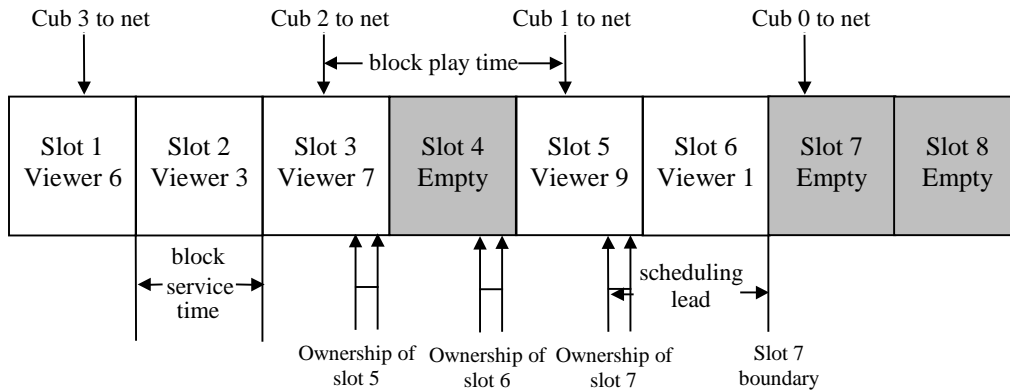 Cub 3 to net
Cub 2 to net
Cub 1 to net
Cub 0 to net
block play time
Slot 1
Viewer 6
Slot 2
Viewer 3
Slot 3
Viewer 7
Slot 4
Empty
Slot 5
Viewer 9
Slot 6
Viewer 1
Slot 7
Empty
Slot 8
Empty
block
service
time
scheduling
lead
Ownership of
slot 5
Ownership of
slot 6
Ownership of
slot 7
Slot 7
boundary